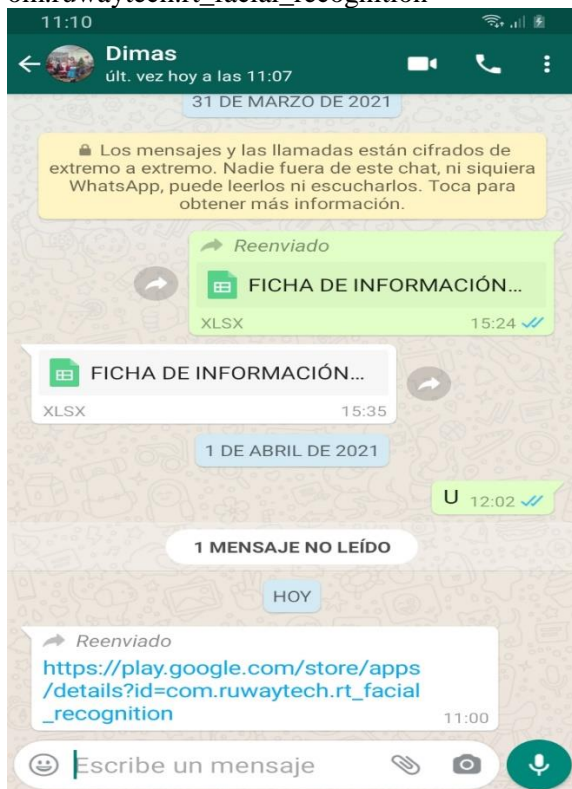 om.ruwaytech.rt_facial_recognition
11:10
Dimas
últ. vez hoy a las 11:07
31 DE MARZO DE 2021
Los mensajes y las llamadas están cifrados de
extremo a extremo. Nadie fuera de este chat, ni siquiera
WhatsApp, puede leerlos ni escucharlos. Toca para
obtener más información.
Reenviado
FICHA DE INFORMACIÓN...
XLSX 15:24
FICHA DE INFORMACIÓN...
XLSX 15:35
1 DE ABRIL DE 2021
U 12:02
1 MENSAJE NO LEÍDO
HOY
Reenviado
https://play.google.com/store/apps
/details?id=com.ruwaytech.rt_facial
_recognition 11:00
Escribe un mensaje